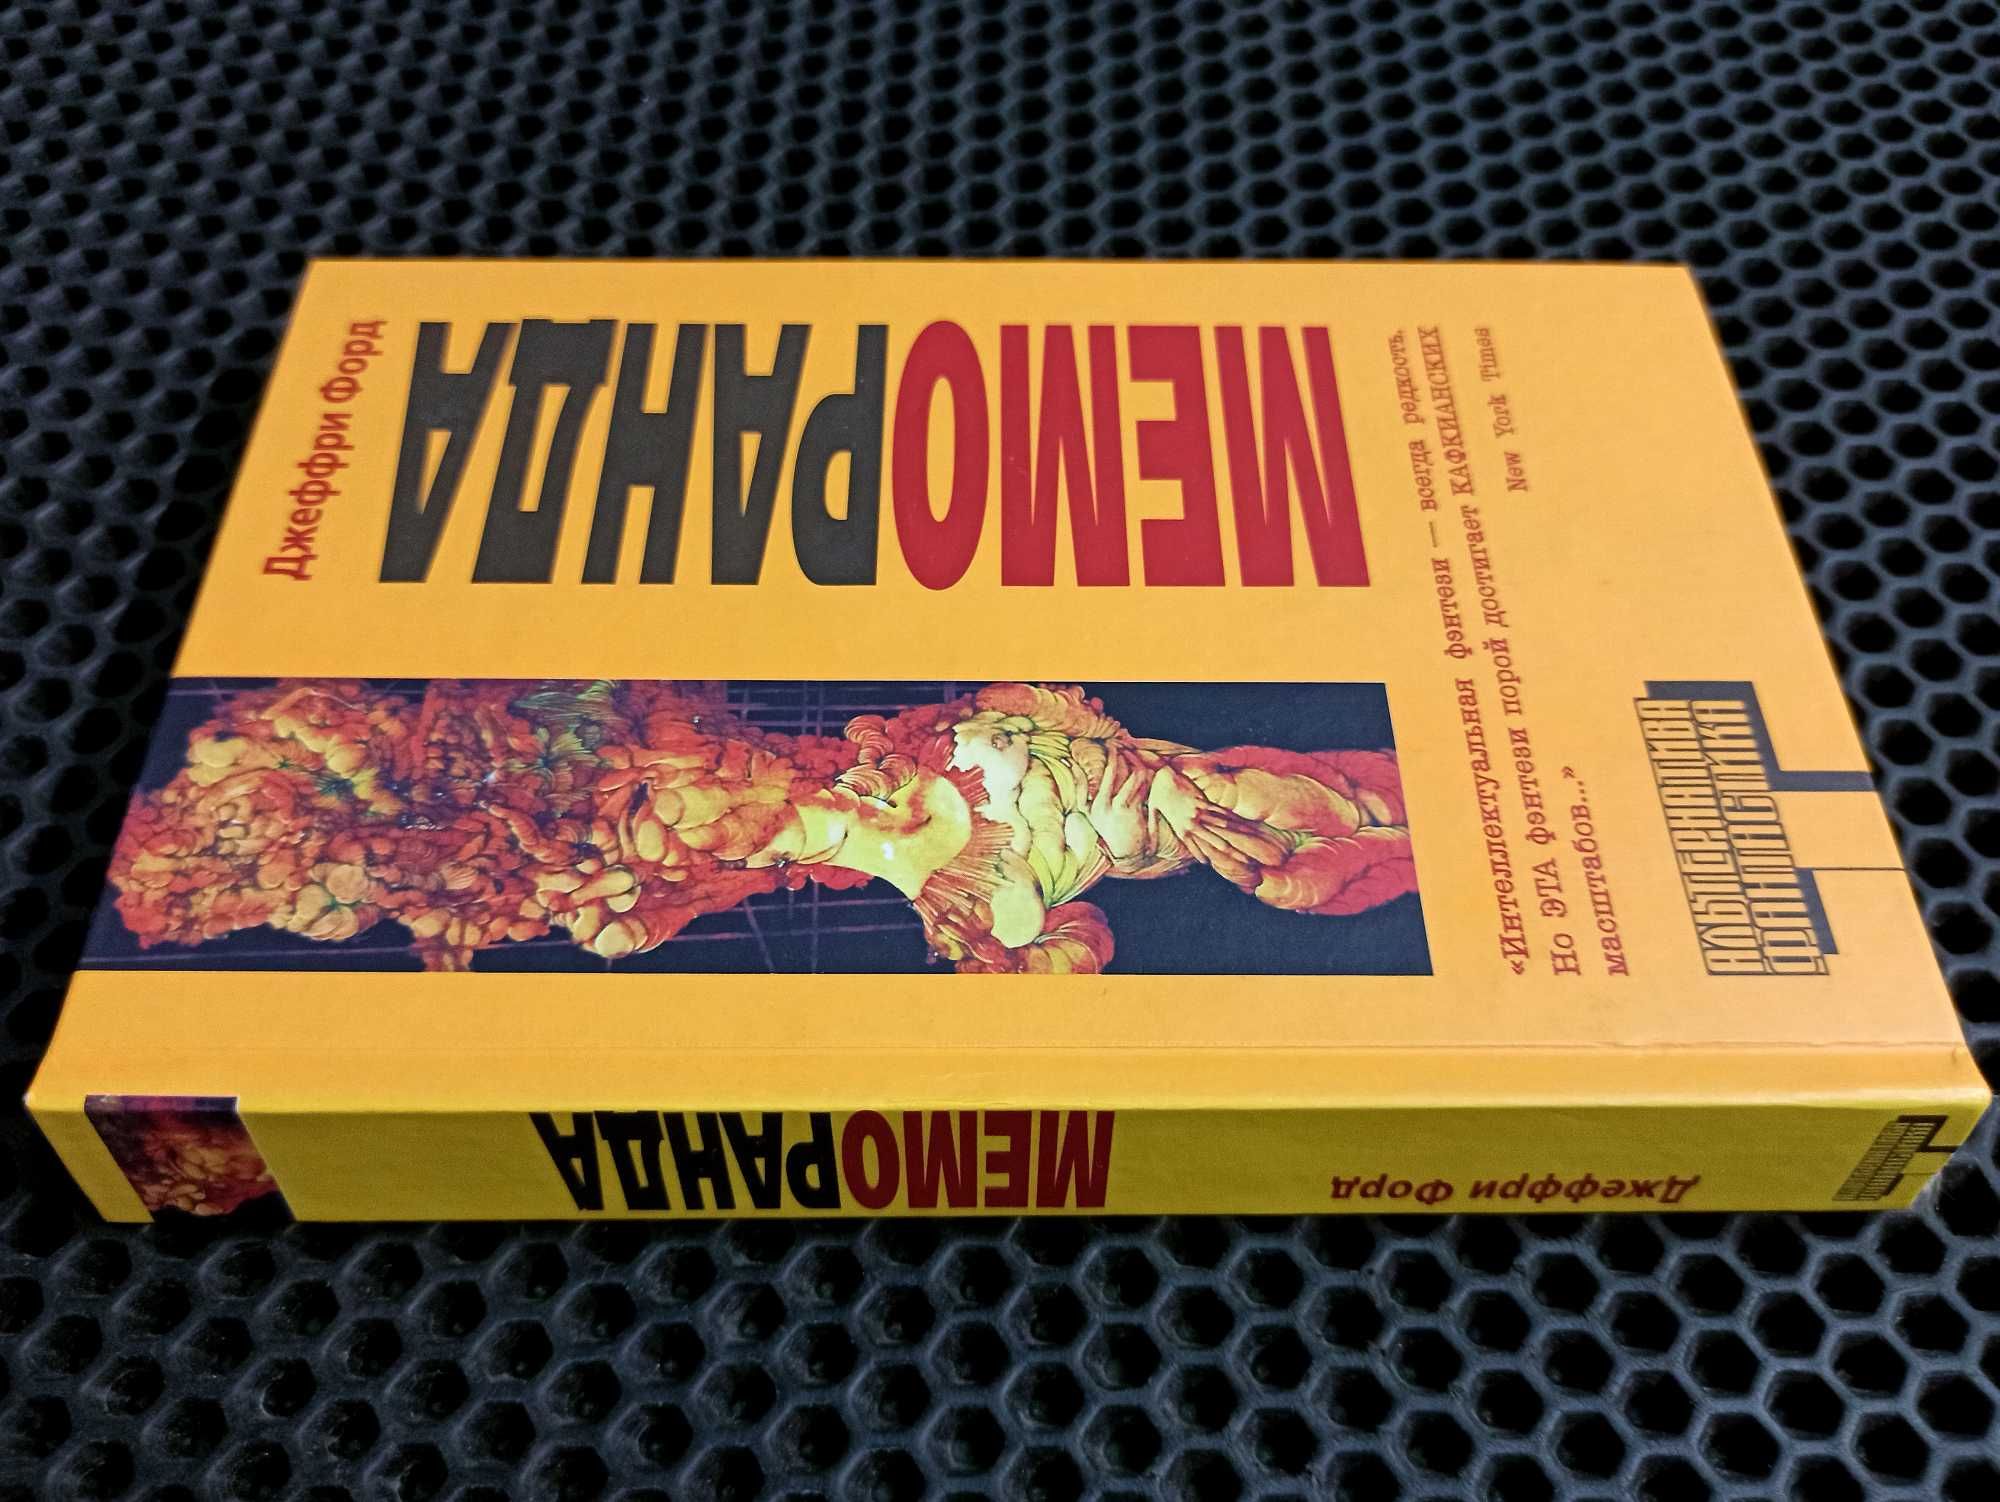 Джеффри Форд
МЕМОРАНДА
«Интеллектуальная фэнтези — всегда редкость.
Но ЭТА фэнтези порой достигает КАФКИАНСКИХ
масштабов...»
New York Times
АЛЬТЕРНАТИВА
ФАНТАСТИКА
Джеффри Форд
МЕМОРАНДА